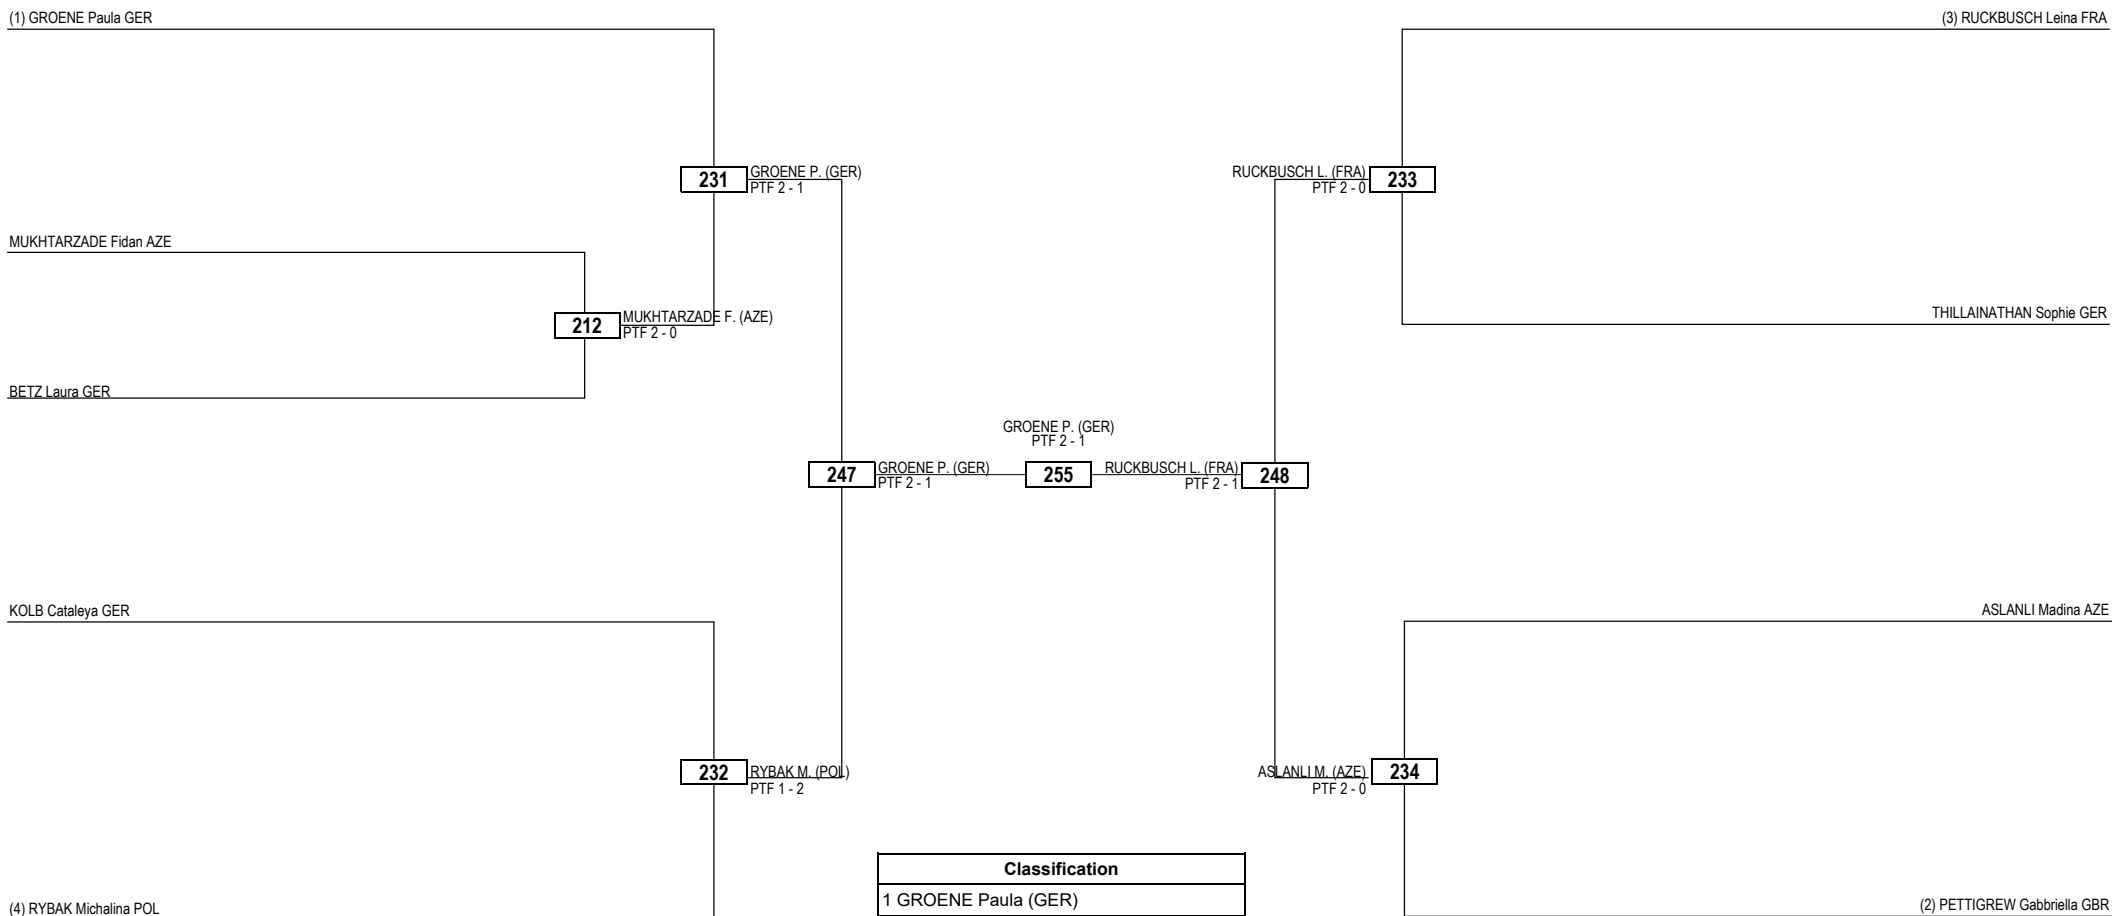 (1) GROENE Paula GER
(3) RUCKBUSCH Leina FRA
231
GROENE P. (GER)
PTF 2 - 1
RUCKBUSCH L. (FRA)
PTF 2 - 0
233
MUKHTARZADE Fidan AZE
212
MUKHTARZADE F. (AZE)
PTF 2 - 0
THILLAINATHAN Sophie GER
BETZ Laura GER
GROENE P. (GER)
PTF 2 - 1
247
GROENE P. (GER)
PTF 2 - 1
255
RUCKBUSCH L. (FRA)
PTF 2 - 1
248
KOLB Cataleya GER
ASLANLI Madina AZE
232
RYBAK M. (POL)
PTF 1 - 2
ASLANLI M. (AZE)
PTF 2 - 0
234
Classification
1 GROENE Paula (GER)
(4) RYBAK Michalina POL
(2) PETTIGREW Gabbriella GBR